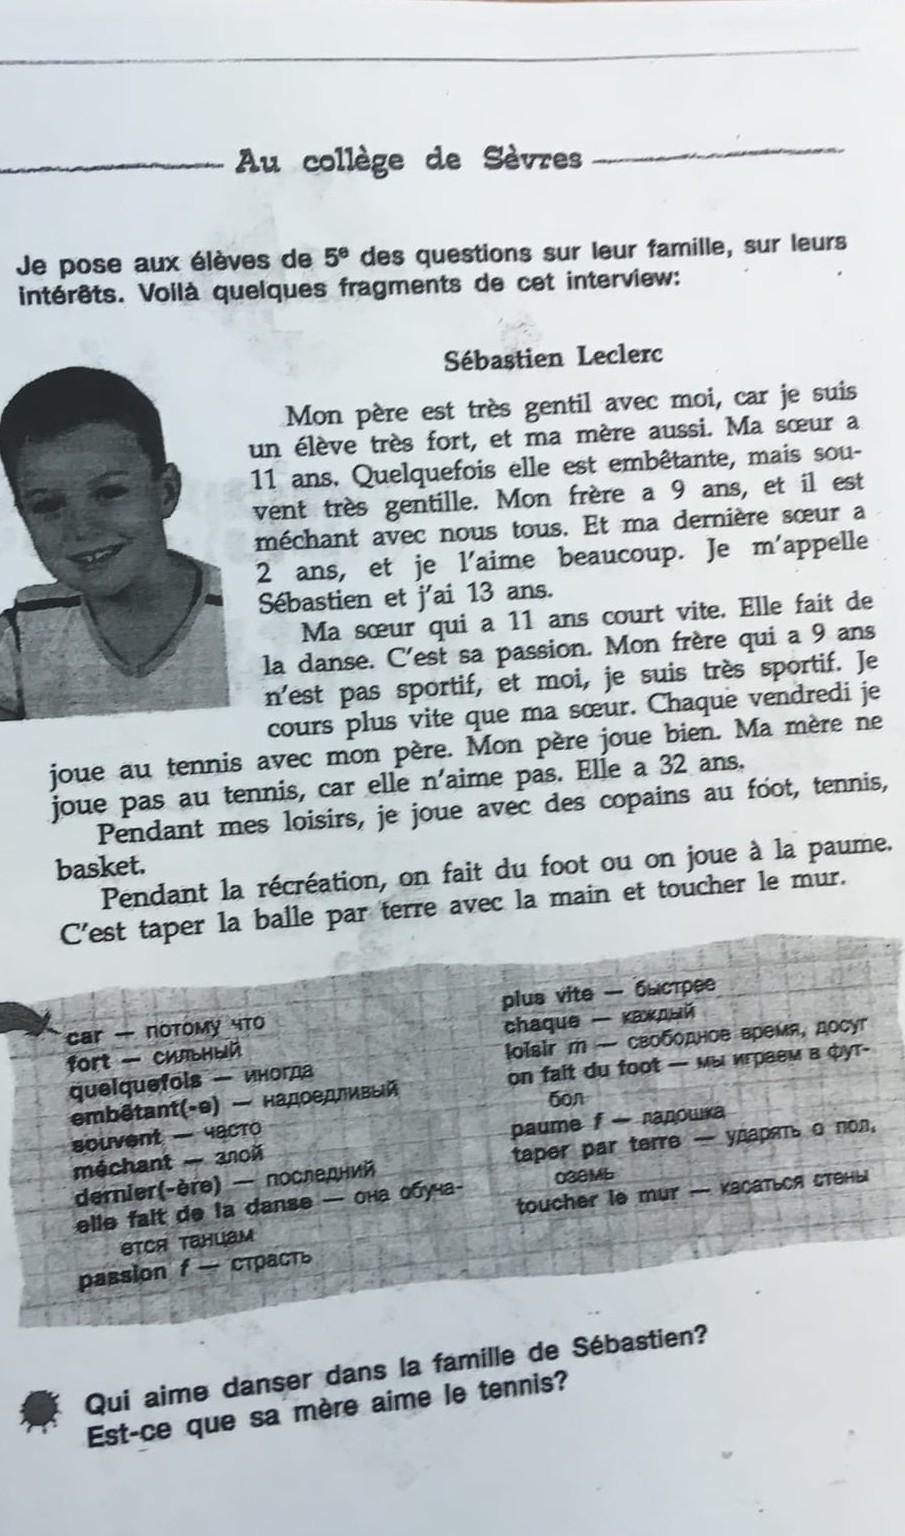 Au collège de Sèvres
Je pose aux élèves de 5e des questions sur leur famille, sur leurs
intérêts. Voilà quelques fragments de cet interview:
Sébastien Leclerc
Mon père est très gentil avec moi, car je suis
un élève très fort, et ma mère aussi. Ma sœur a
11 ans. Quelquefois elle est embêtante, mais sou-
vent très gentille. Mon frère a 9 ans, et il est
méchant avec nous tous. Et ma dernière sœur a
2 ans, et je l'aime beaucoup. Je m'appelle
Sébastien et j'ai 13 ans.
Ma sœur qui a 11 ans court vite. Elle fait de
la danse. C'est sa passion. Mon frère qui a 9 ans
n'est pas sportif, et moi, je suis très sportif. Je
cours plus vite que ma sœur. Chaque vendredi je
joue au tennis avec mon père. Mon père joue bien. Ma mère ne
joue pas au tennis, car elle n'aime pas. Elle a 32 ans.
Pendant mes loisirs, je joue avec des copains au foot, tennis,
basket.
Pendant la récréation, on fait du foot ou on joue à la paume.
C'est taper la balle par terre avec la main et toucher le mur.
car — потому что
fort — сильный
quelquefois — иногда
embêtant(-e) — надоедливый
souvent — часто
méchant — злой
dernier(-ère) — последний
elle fait de la danse — она обуча-
ется танцам
passion f — страсть
plus vite — быстрее
chaque — каждый
loisir m — свободное время, досуг
on fait du foot — мы играем в фут-
бол
paume f — ладошка
taper par terre — ударять о пол,
оземь
toucher le mur — касаться стены
Qui aime danser dans la famille de Sébastien?
Est-ce que sa mère aime le tennis?